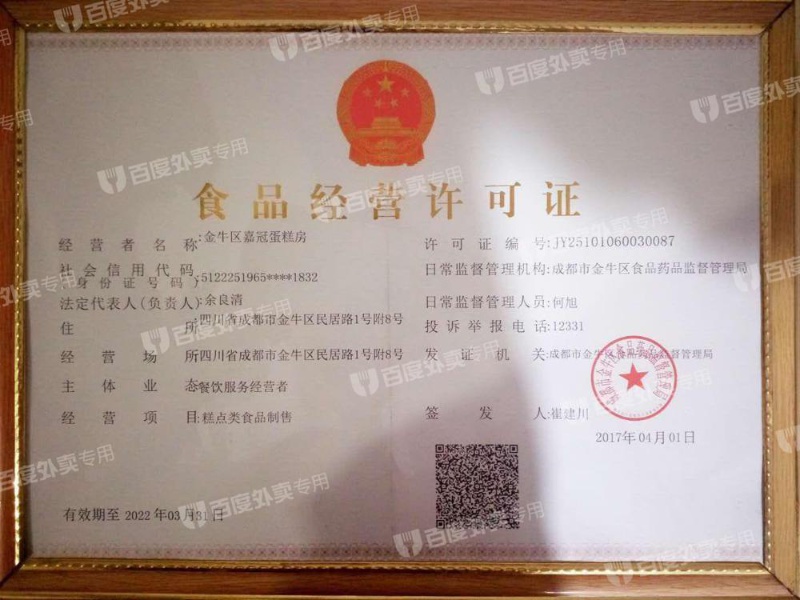 食品经营许可证
经营者名称:金牛区嘉冠蛋糕房
社会信用代码
(身份证号码):5122251965****1832
法定代表人(负责人):余良清
住所:四川省成都市金牛区民居路1号附8号
经营场所:四川省成都市金牛区民居路1号附8号
主体业态:餐饮服务经营者
经营项目:糕点类食品制售
有效期至 2022年03月31日
许可证编号:JY25101060030087
日常监督管理机构:成都市金牛区食品药品监督管理局
日常监督管理人员:何旭
投诉举报电话:12331
发证机关:成都市金牛区食品药品监督管理局
签发人:崔建川
2017年04月01日
百度外卖专用
百度外卖专用
百度外卖专用
百度外卖专用
百度外卖专用
百度外卖专用
百度外卖专用
百度外卖专用
百度外卖专用
百度外卖专用